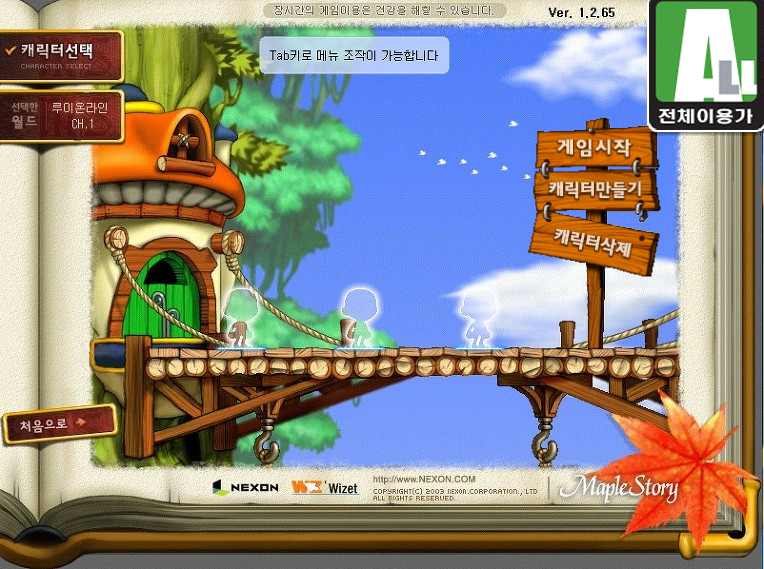 장시간의 게임이용은 건강을 해칠 수 있습니다.
Ver. 1.2.65
ALL
전체이용가
캐릭터선택
CHARACTER SELECT
Tab키로 메뉴 조작이 가능합니다
선택한 월드
루미온라인
CH.1
게임시작
캐릭터만들기
캐릭터삭제
처음으로
NEXON
Wizet
http://www.NEXON.COM
COPYRIGHT(C) 2003 NEXON.CORPORATION., LTD
ALL RIGHTS RESERVED.
MapleStory